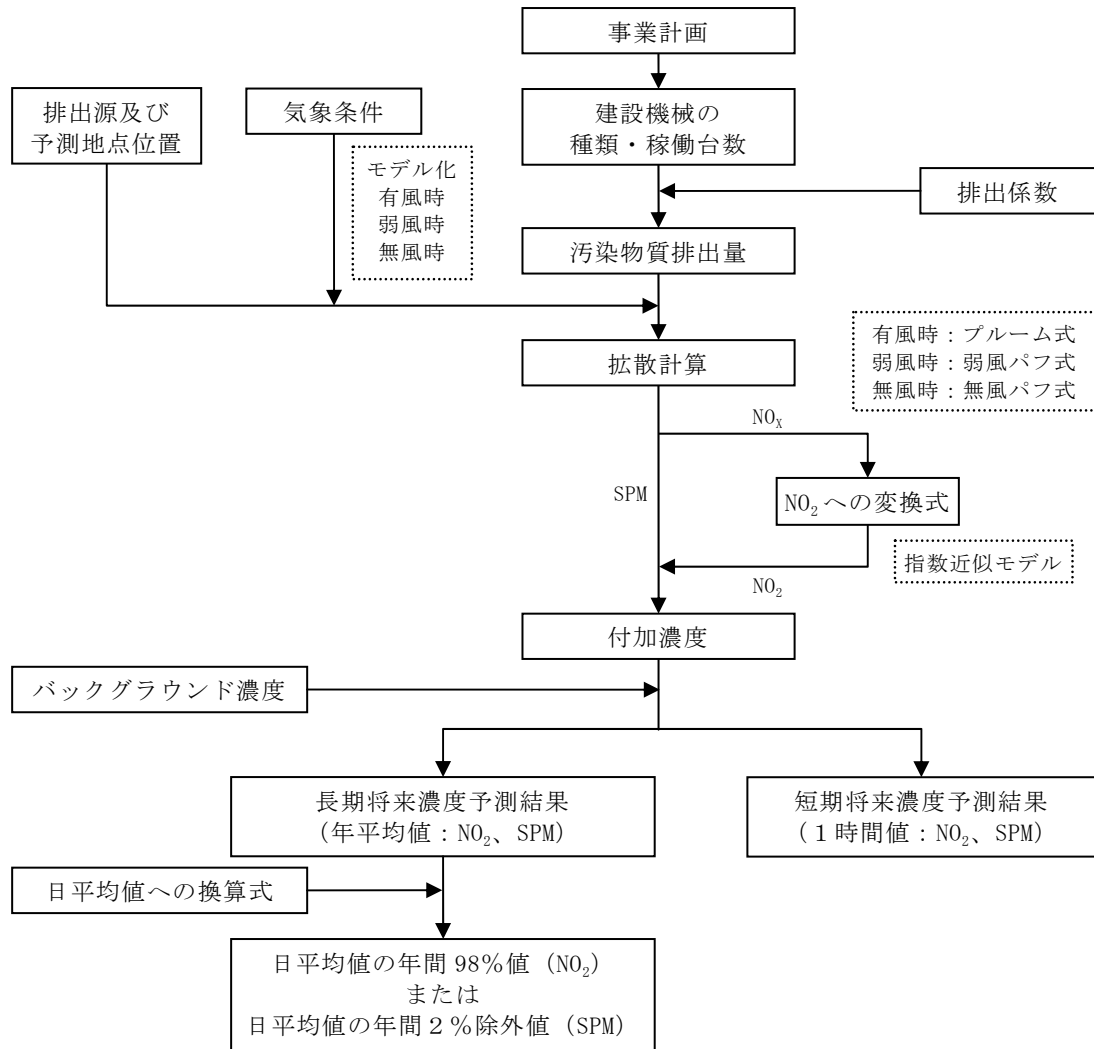 事業計画
排出源及び
予測地点位置
気象条件
建設機械の
種類・稼働台数
モデル化
有風時
弱風時
無風時
排出係数
汚染物質排出量
有風時：プルーム式
弱風時：弱風パフ式
無風時：無風パフ式
拡散計算
NOX
SPM
NO2への変換式
指数近似モデル
NO2
付加濃度
バックグラウンド濃度
長期将来濃度予測結果
（年平均値：NO2、SPM）
短期将来濃度予測結果
（１時間値：NO2、SPM）
日平均値への換算式
日平均値の年間 98％値（NO2）
または
日平均値の年間２％除外値（SPM）